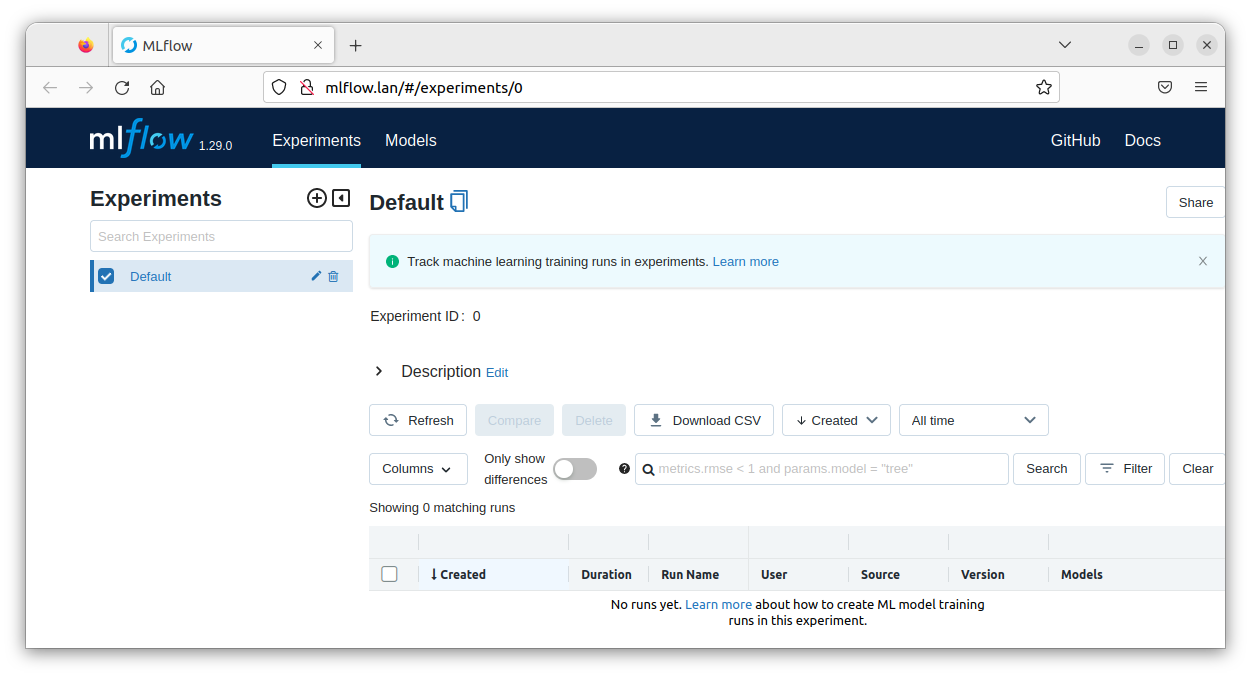 MLflow
mlflow.lan/#/experiments/0
mlflow 1.29.0 Experiments Models GitHub Docs
Experiments
Search Experiments
Default
Default
Share
Track machine learning training runs in experiments. Learn more
Experiment ID: 0
Description Edit
Refresh Compare Delete Download CSV Created All time
Columns Only show differences metrics.rmse < 1 and params.model = "tree" Search Filter Clear
Showing 0 matching runs
Created Duration Run Name User Source Version Models
No runs yet. Learn more about how to create ML model training
runs in this experiment.